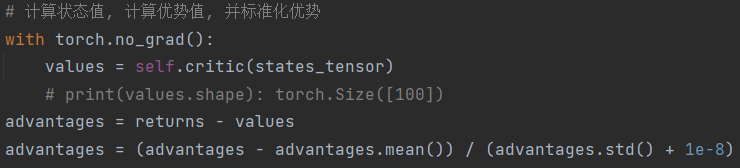 # 计算状态值, 计算优势值, 并标准化优势
with torch.no_grad():
    values = self.critic(states_tensor)
    # print(values.shape): torch.Size([100])
advantages = returns - values
advantages = (advantages - advantages.mean()) / (advantages.std() + 1e-8)